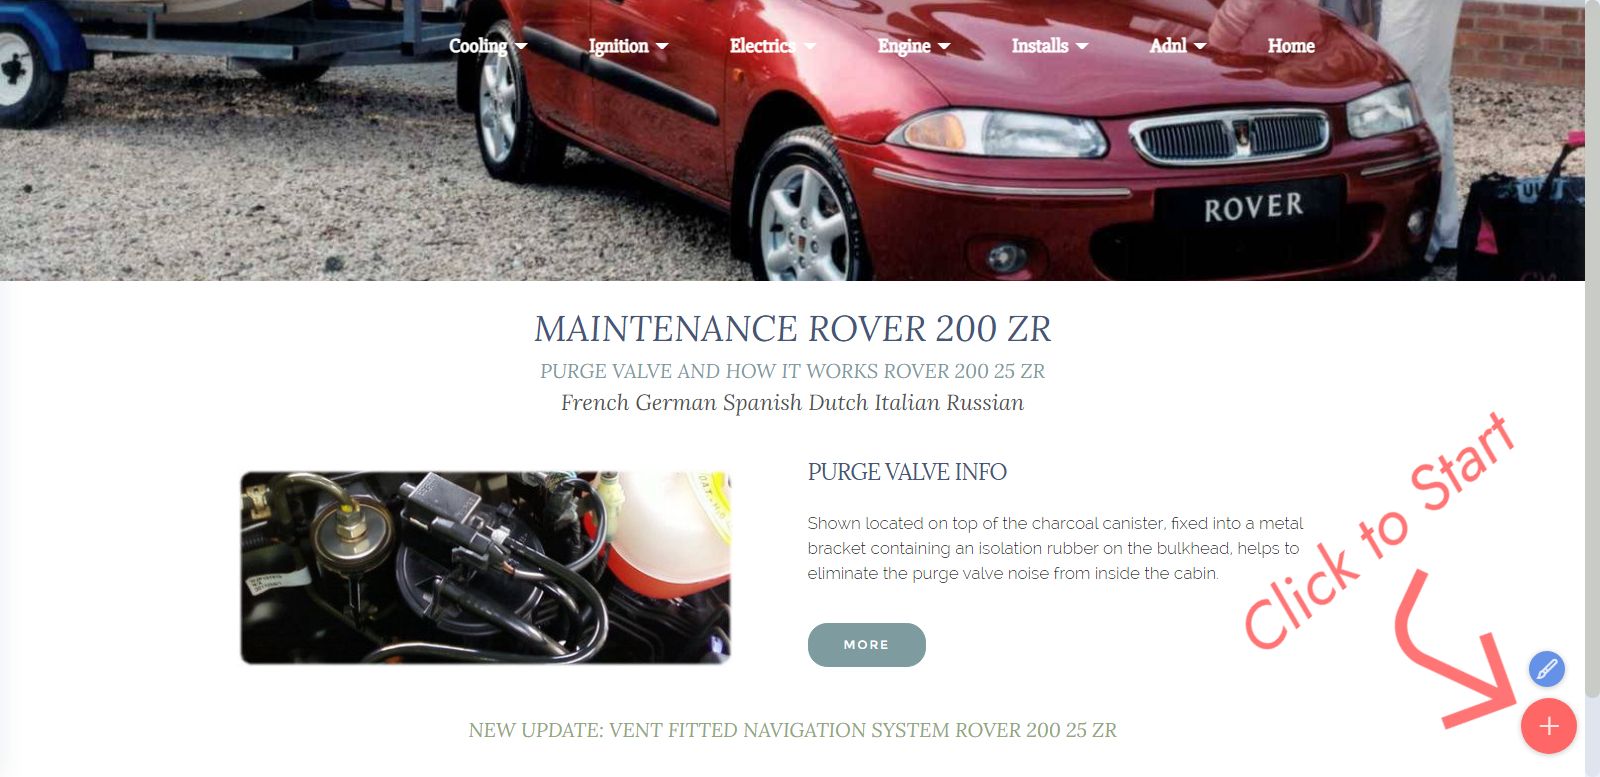 Cooling Ignition Electrics Engine Installs Adnl Home
ROVER
MAINTENANCE ROVER 200 ZR
PURGE VALVE AND HOW IT WORKS ROVER 200 25 ZR
French German Spanish Dutch Italian Russian
PURGE VALVE INFO
Shown located on top of the charcoal canister, fixed into a metal
bracket containing an isolation rubber on the bulkhead, helps to
eliminate the purge valve noise from inside the cabin.
MORE
Click to Start
NEW UPDATE: VENT FITTED NAVIGATION SYSTEM ROVER 200 25 ZR